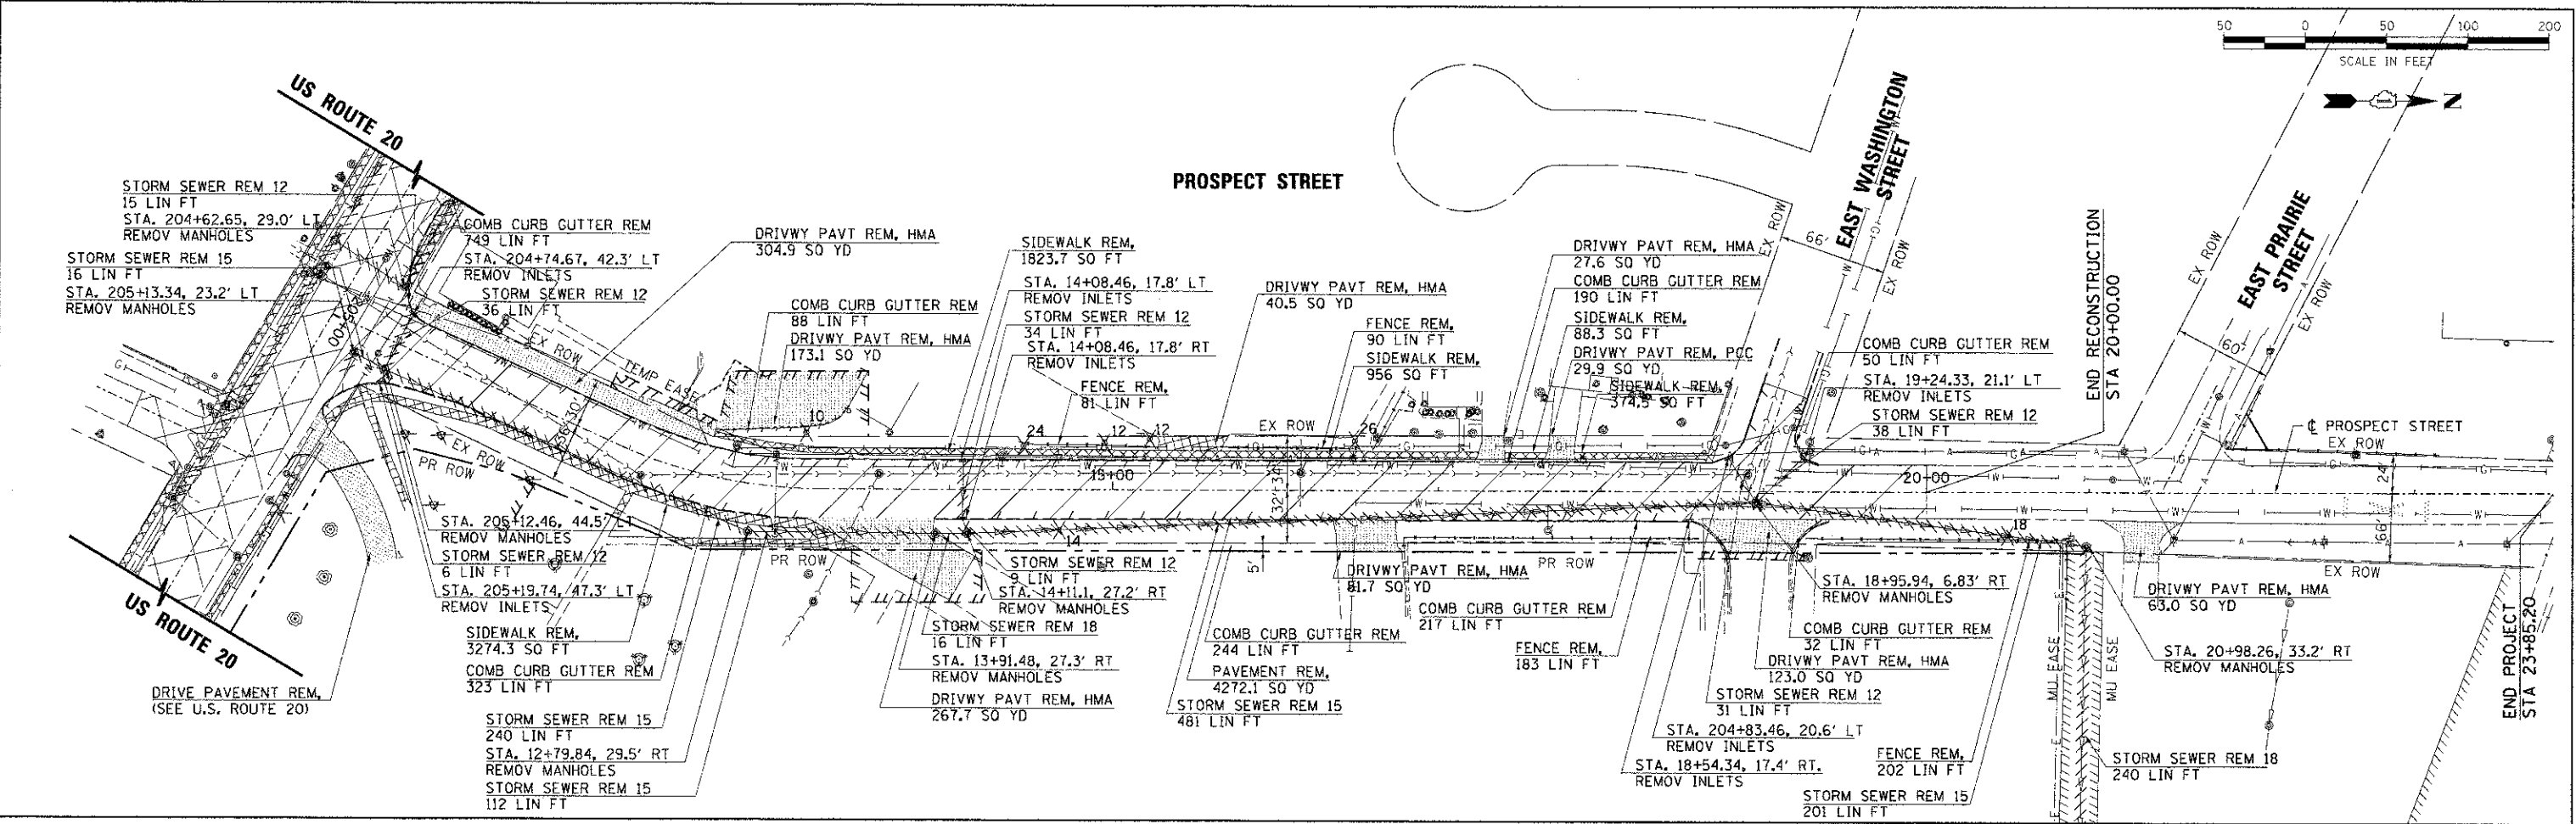 50 0 50 100 200
SCALE IN FEET
N
US ROUTE 20
PROSPECT STREET
EAST WASHINGTON
STREET
EAST PRAIRIE
STREET
STORM SEWER REM 12
15 LIN FT
STA. 204+62.65, 29.0' LT
REMOV MANHOLES
STORM SEWER REM 15
16 LIN FT
STA. 205+13.34, 23.2' LT
REMOV MANHOLES
COMB CURB GUTTER REM
749 LIN FT
STA. 204+74.67, 42.3' LT
REMOV INLETS
STORM SEWER REM 12
36 LIN FT
DRIVWY PAVT REM, HMA
304.9 SQ YD
COMB CURB GUTTER REM
88 LIN FT
DRIVWY PAVT REM, HMA
173.1 SQ YD
SIDEWALK REM,
1823.7 SQ FT
STA. 14+08.46, 17.8' LT
REMOV INLETS
STORM SEWER REM 12
34 LIN FT
STA. 14+08.46, 17.8' RT
REMOV INLETS
FENCE REM,
81 LIN FT
DRIVWY PAVT REM, HMA
40.5 SQ YD
FENCE REM,
90 LIN FT
SIDEWALK REM,
956 SQ FT
DRIVWY PAVT REM, HMA
27.6 SQ YD
COMB CURB GUTTER REM
190 LIN FT
SIDEWALK REM,
88.3 SQ FT
DRIVWY PAVT REM, PCC
29.9 SQ YD
SIDEWALK REM,
374.5 SQ FT
EX ROW
66'
EX ROW
COMB CURB GUTTER REM
50 LIN FT
STA. 19+24.33, 21.1' LT
REMOV INLETS
STORM SEWER REM 12
38 LIN FT
END RECONSTRUCTION
STA 20+00.00
EX ROW
60'
EX ROW
℄ PROSPECT STREET
EX ROW
205+00
EX ROW
TEMP EASE
56'
30'
EX ROW
PR ROW
10
24
12
12
EX ROW
26
15+00
32'
34'
20+00
24'
66'
14
18
5'
PR ROW
PR ROW
EX ROW
STA. 205+12.46, 44.5' LT
REMOV MANHOLES
STORM SEWER REM 12
6 LIN FT
STA. 205+19.74, 47.3' LT
REMOV INLETS
SIDEWALK REM,
3274.3 SQ FT
COMB CURB GUTTER REM
323 LIN FT
STORM SEWER REM 15
240 LIN FT
STA. 12+79.84, 29.5' RT
REMOV MANHOLES
STORM SEWER REM 15
112 LIN FT
US ROUTE 20
DRIVE PAVEMENT REM,
(SEE U.S. ROUTE 20)
STORM SEWER REM 12
9 LIN FT
STA. 14+11.1, 27.2' RT
REMOV MANHOLES
STORM SEWER REM 18
16 LIN FT
STA. 13+91.48, 27.3' RT
REMOV MANHOLES
DRIVWY PAVT REM, HMA
267.7 SQ YD
DRIVWY PAVT REM, HMA
81.7 SQ YD
COMB CURB GUTTER REM
217 LIN FT
COMB CURB GUTTER REM
244 LIN FT
PAVEMENT REM,
4272.1 SQ YD
STORM SEWER REM 15
481 LIN FT
FENCE REM,
183 LIN FT
STA. 18+95.94, 6.83' RT
REMOV MANHOLES
COMB CURB GUTTER REM
32 LIN FT
DRIVWY PAVT REM, HMA
123.0 SQ YD
STORM SEWER REM 12
31 LIN FT
STA. 204+83.46, 20.6' LT
REMOV INLETS
STA. 18+54.34, 17.4' RT.
REMOV INLETS
FENCE REM,
202 LIN FT
STORM SEWER REM 15
201 LIN FT
MU EASE
MU EASE
DRIVWY PAVT REM, HMA
63.0 SQ YD
STA. 20+98.26, 33.2' RT
REMOV MANHOLES
STORM SEWER REM 18
240 LIN FT
END PROJECT
STA 23+85.20